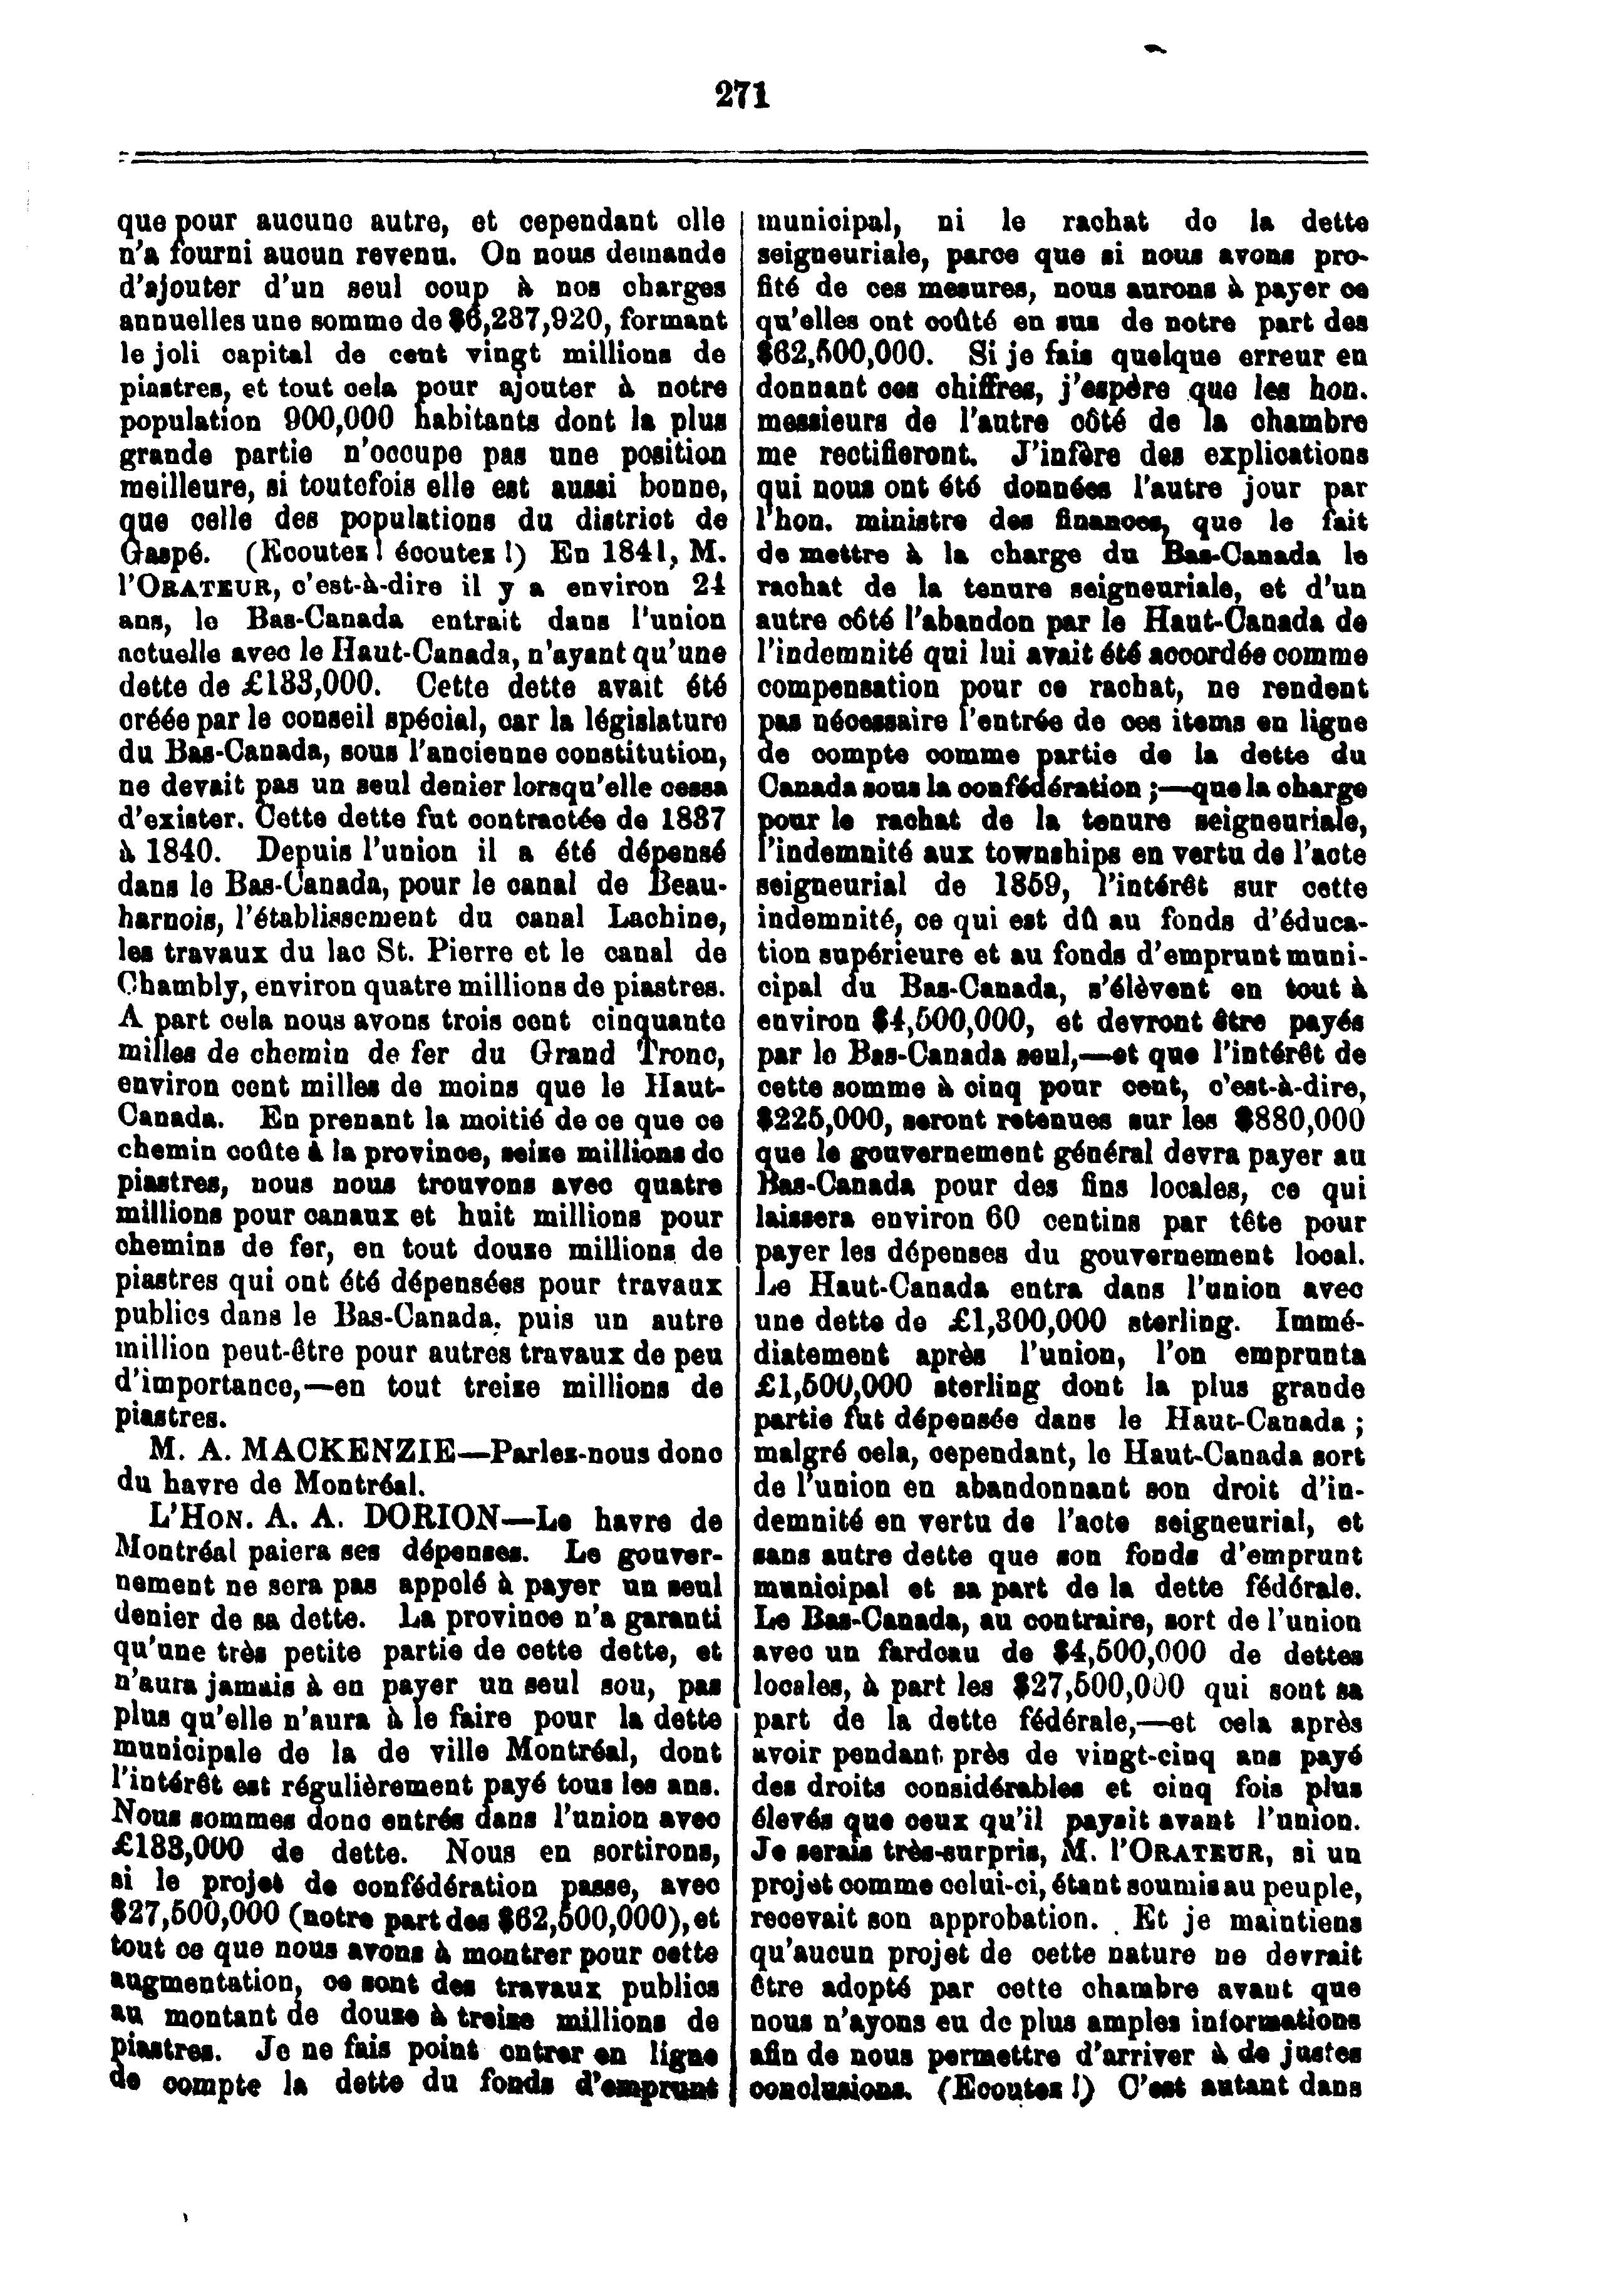 271
que pour aucune autre, et cependant elle
n'a fourni aucun revenu. On nous demande
d'ajouter d'un seul coup à nos charges
annuelles une somme de $6,287,920, formant
le joli capital de cent vingt millions de
piastres, et tout cela pour ajouter à notre
population 900,000 habitants dont la plus
grande partie n'occupe pas une position
meilleure, si toutefois elle est aussi bonne,
que celle des populations du district de
Gaspé. (Ecoutez! écoutez!) En 1841, M.
l'ORATEUR, c'est-à-dire il y a environ 24
ans, le Bas-Canada entrait dans l'union
actuelle avec le Haut-Canada, n'ayant qu'une
dette de £133,000. Cette dette avait été
créée par le conseil spécial, car la législature
du Bas-Canada, sous l'ancienne constitution,
ne devait pas un seul denier lorsqu'elle cessa
d'exister. Cette dette fut contractée de 1837
à 1840. Depuis l'union il a été dépensé
dans le Bas-Canada, pour le canal de Beau-
harnois, l'établissement du canal Lachine,
les travaux du lac St. Pierre et le canal de
Chambly, environ quatre millions de piastres.
A part cela nous avons trois cent cinquante
milles de chemin de fer du Grand Tronc,
environ cent milles de moins que le Haut-
Canada. En prenant la moitié de ce que ce
chemin coûte à la province, seize millions de
piastres, nous nous trouvons avec quatre
millions pour canaux et huit millions pour
chemins de fer, en tout douze millions de
piastres qui ont été dépensées pour travaux
publics dans le Bas-Canada, puis un autre
million peut-être pour autres travaux de peu
d'importance,—en tout treize millions de
piastres.
M. A. MACKENZIE—Parlez-nous donc
du havre de Montréal.
L'HON. A. A. DORION—Le havre de
Montréal paiera ses dépenses. Le gouver-
nement ne sera pas appelé à payer un seul
denier de sa dette. La province n'a garanti
qu'une très petite partie de cette dette, et
n'aura jamais à en payer un seul sou, pas
plus qu'elle n'aura à le faire pour la dette
municipale de la de ville Montréal, dont
l'intérêt est régulièrement payé tous les ans.
Nous sommes donc entrés dans l'union avec
£133,000 de dette. Nous en sortirons,
si le projet de confédération passe, avec
$27,500,000 (notre part des $62,500,000), et
tout ce que nous avons à montrer pour cette
augmentation, ce sont des travaux publics
au montant de douze à treize millions de
piastres. Je ne fais point entrer en ligne
de compte la dette du fonds d'emprunt
municipal, ni le rachat de la dette
seigneuriale, parce que si nous avons pro-
fité de ces mesures, nous aurons à payer ce
qu'elles ont coûté en sus de notre part des
$62,500,000. Si je fais quelque erreur en
donnant ces chiffres, j'espère que les hon.
messieurs de l'autre côté de la chambre
me rectifieront. J'infère des explications
qui nous ont été données l'autre jour par
l'hon. ministre des finances, que le fait
de mettre à la charge du Bas-Canada le
rachat de la tenure seigneuriale, et d'un
autre côté l'abandon par le Haut-Canada de
l'indemnité qui lui avait été accordée comme
compensation pour ce rachat, ne rendent
pas nécessaire l'entrée de ces items en ligne
de compte comme partie de la dette du
Canada sous la confédération ;—que la charge
pour le rachat de la tenure seigneuriale,
l'indemnité aux townships en vertu de l'acte
seigneurial de 1859, l'intérêt sur cette
indemnité, ce qui est dû au fonds d'éduca-
tion supérieure et au fonds d'emprunt muni-
cipal du Bas-Canada, s'élèvent en tout à
environ $4,500,000, et devront être payés
par le Bas-Canada seul,—et que l'intérêt de
cette somme à cinq pour cent, c'est-à-dire,
$225,000, seront retenues sur les $880,000
que le gouvernement général devra payer au
Bas-Canada pour des fins locales, ce qui
laissera environ 60 centins par tête pour
payer les dépenses du gouvernement local.
Le Haut-Canada entra dans l'union avec
une dette de £1,300,000 sterling. Immé-
diatement après l'union, l'on emprunta
£1,500,000 sterling dont la plus grande
partie fut dépensée dans le Haut-Canada ;
malgré cela, cependant, le Haut-Canada sort
de l'union en abandonnant son droit d'in-
demnité en vertu de l'acte seigneurial, et
sans autre dette que son fonds d'emprunt
municipal et sa part de la dette fédérale.
Le Bas-Canada, au contraire, sort de l'union
avec un fardeau de $4,500,000 de dettes
locales, à part les $27,500,000 qui sont sa
part de la dette fédérale,—et cela après
avoir pendant près de vingt-cinq ans payé
des droits considérables et cinq fois plus
élevés que ceux qu'il payait avant l'union.
Je serais très-surpris, M. l'ORATEUR, si un
projet comme celui-ci, étant soumis au peuple,
recevait son approbation. Et je maintiens
qu'aucun projet de cette nature ne devrait
être adopté par cette chambre avant que
nous n'ayons eu de plus amples informations
afin de nous permettre d'arriver à de justes
conclusions. (Ecoutez!) C'est autant dans